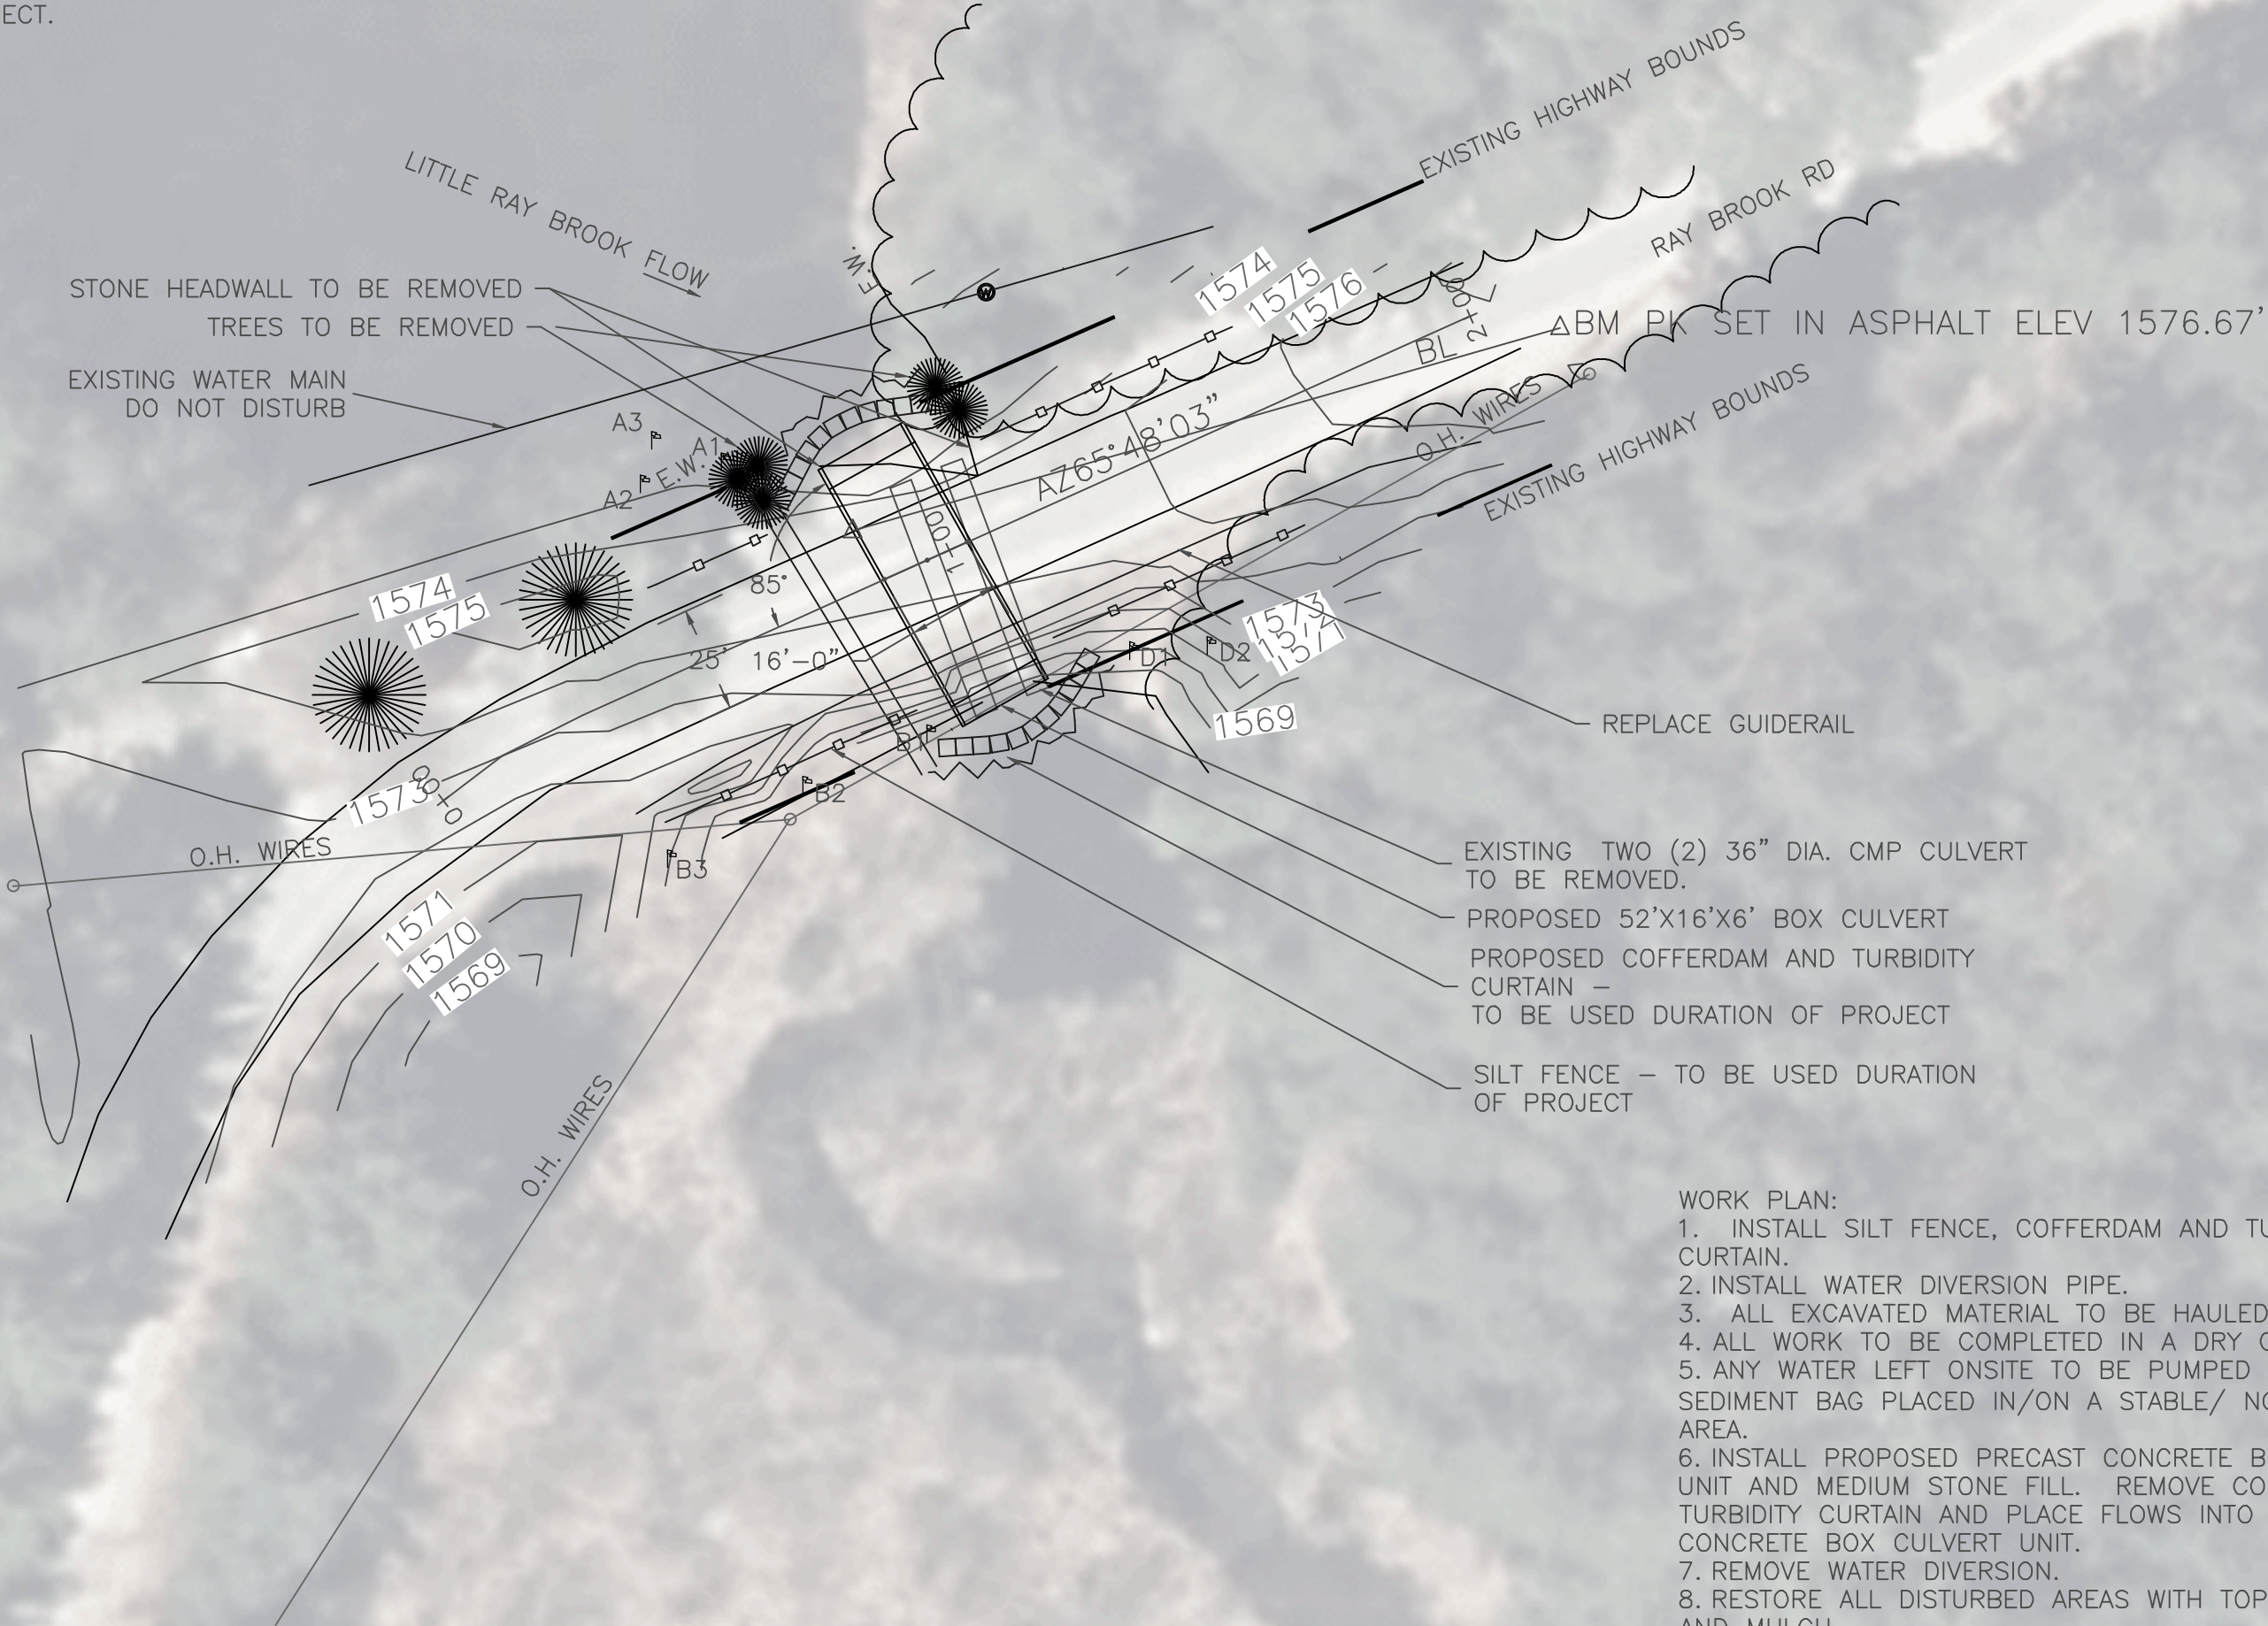 ECT.
EXISTING HIGHWAY BOUNDS
LITTLE RAY BROOK FLOW
RAY BROOK RD
E.W.
STONE HEADWALL TO BE REMOVED
TREES TO BE REMOVED
W
1574
1575
1576
2+00
BL
BM PK SET IN ASPHALT ELEV 1576.67'
EXISTING WATER MAIN
DO NOT DISTURB
A3
A1
E.W.
A2
AZ65°48'03"
O.H. WIRES
EXISTING HIGHWAY BOUNDS
1+00
85°
1574
1575
25'
16'-0"
1573
1572
1571
D1
D2
1569
REPLACE GUIDERAIL
B1
B2
B3
0+00
1573
O.H. WIRES
EXISTING TWO (2) 36" DIA. CMP CULVERT
TO BE REMOVED.
PROPOSED 52'X16'X6' BOX CULVERT
1571
1570
1569
PROPOSED COFFERDAM AND TURBIDITY
CURTAIN –
TO BE USED DURATION OF PROJECT
SILT FENCE – TO BE USED DURATION
OF PROJECT
O.H. WIRES
WORK PLAN:
1. INSTALL SILT FENCE, COFFERDAM AND TU
CURTAIN.
2. INSTALL WATER DIVERSION PIPE.
3. ALL EXCAVATED MATERIAL TO BE HAULED
4. ALL WORK TO BE COMPLETED IN A DRY
5. ANY WATER LEFT ONSITE TO BE PUMPED
SEDIMENT BAG PLACED IN/ON A STABLE/ NO
AREA.
6. INSTALL PROPOSED PRECAST CONCRETE B
UNIT AND MEDIUM STONE FILL. REMOVE CO
TURBIDITY CURTAIN AND PLACE FLOWS INTO
CONCRETE BOX CULVERT UNIT.
7. REMOVE WATER DIVERSION.
8. RESTORE ALL DISTURBED AREAS WITH TOP
AND MULCH